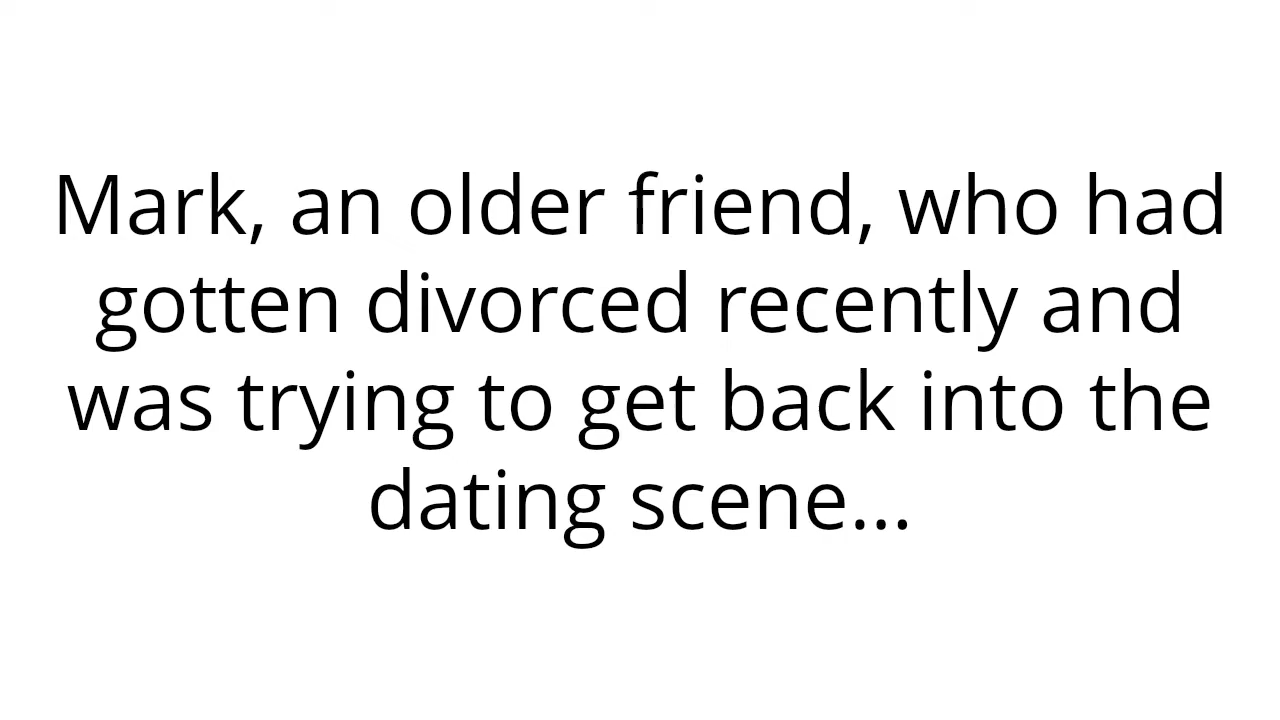 Mark, an older friend, who had
gotten divorced recently and
was trying to get back into the
dating scene...